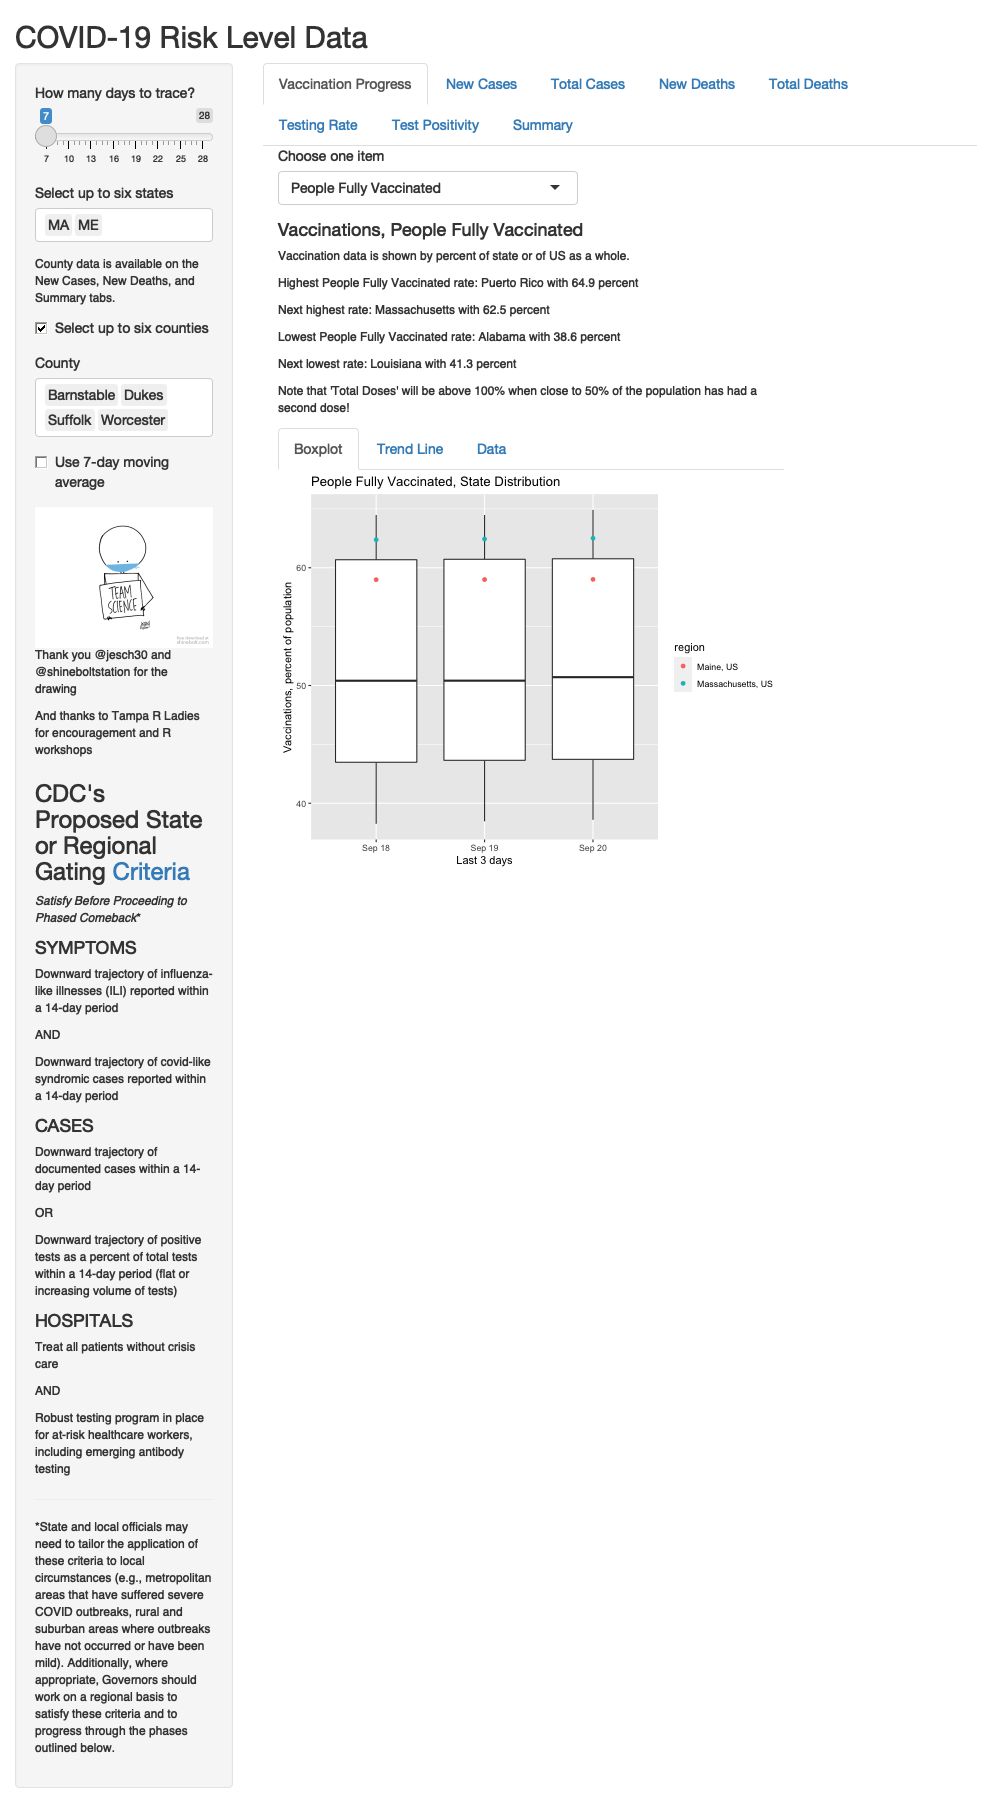 COVID-19 Risk Level Data
How many days to trace?
7
28
7 10 13 16 19 22 25 28
Select up to six states
MA ME
County data is available on the
New Cases, New Deaths, and
Summary tabs.
Select up to six counties
County
Barnstable Dukes
Suffolk Worcester
Use 7-day moving
average
TEAM
SCIENCE
Thank you @jesch30 and
@shineboltstation for the
drawing
And thanks to Tampa R Ladies
for encouragement and R
workshops
CDC's
Proposed State
or Regional
Gating Criteria
Satisfy Before Proceeding to
Phased Comeback*
SYMPTOMS
Downward trajectory of influenza-
like illnesses (ILI) reported within
a 14-day period
AND
Downward trajectory of covid-like
syndromic cases reported within
a 14-day period
CASES
Downward trajectory of
documented cases within a 14-
day period
OR
Downward trajectory of positive
tests as a percent of total tests
within a 14-day period (flat or
increasing volume of tests)
HOSPITALS
Treat all patients without crisis
care
AND
Robust testing program in place
for at-risk healthcare workers,
including emerging antibody
testing
*State and local officials may
need to tailor the application of
these criteria to local
circumstances (e.g., metropolitan
areas that have suffered severe
COVID outbreaks, rural and
suburban areas where outbreaks
have not occurred or have been
mild). Additionally, where
appropriate, Governors should
work on a regional basis to
satisfy these criteria and to
progress through the phases
outlined below.
Vaccination Progress New Cases Total Cases New Deaths Total Deaths
Testing Rate Test Positivity Summary
Choose one item
People Fully Vaccinated
Vaccinations, People Fully Vaccinated
Vaccination data is shown by percent of state or of US as a whole.
Highest People Fully Vaccinated rate: Puerto Rico with 64.9 percent
Next highest rate: Massachusetts with 62.5 percent
Lowest People Fully Vaccinated rate: Alabama with 38.6 percent
Next lowest rate: Louisiana with 41.3 percent
Note that 'Total Doses' will be above 100% when close to 50% of the population has had a
second dose!
Boxplot Trend Line Data
People Fully Vaccinated, State Distribution
Vaccinations, percent of population
60
50
40
Sep 18 Sep 19 Sep 20
Last 3 days
region
Maine, US
Massachusetts, US